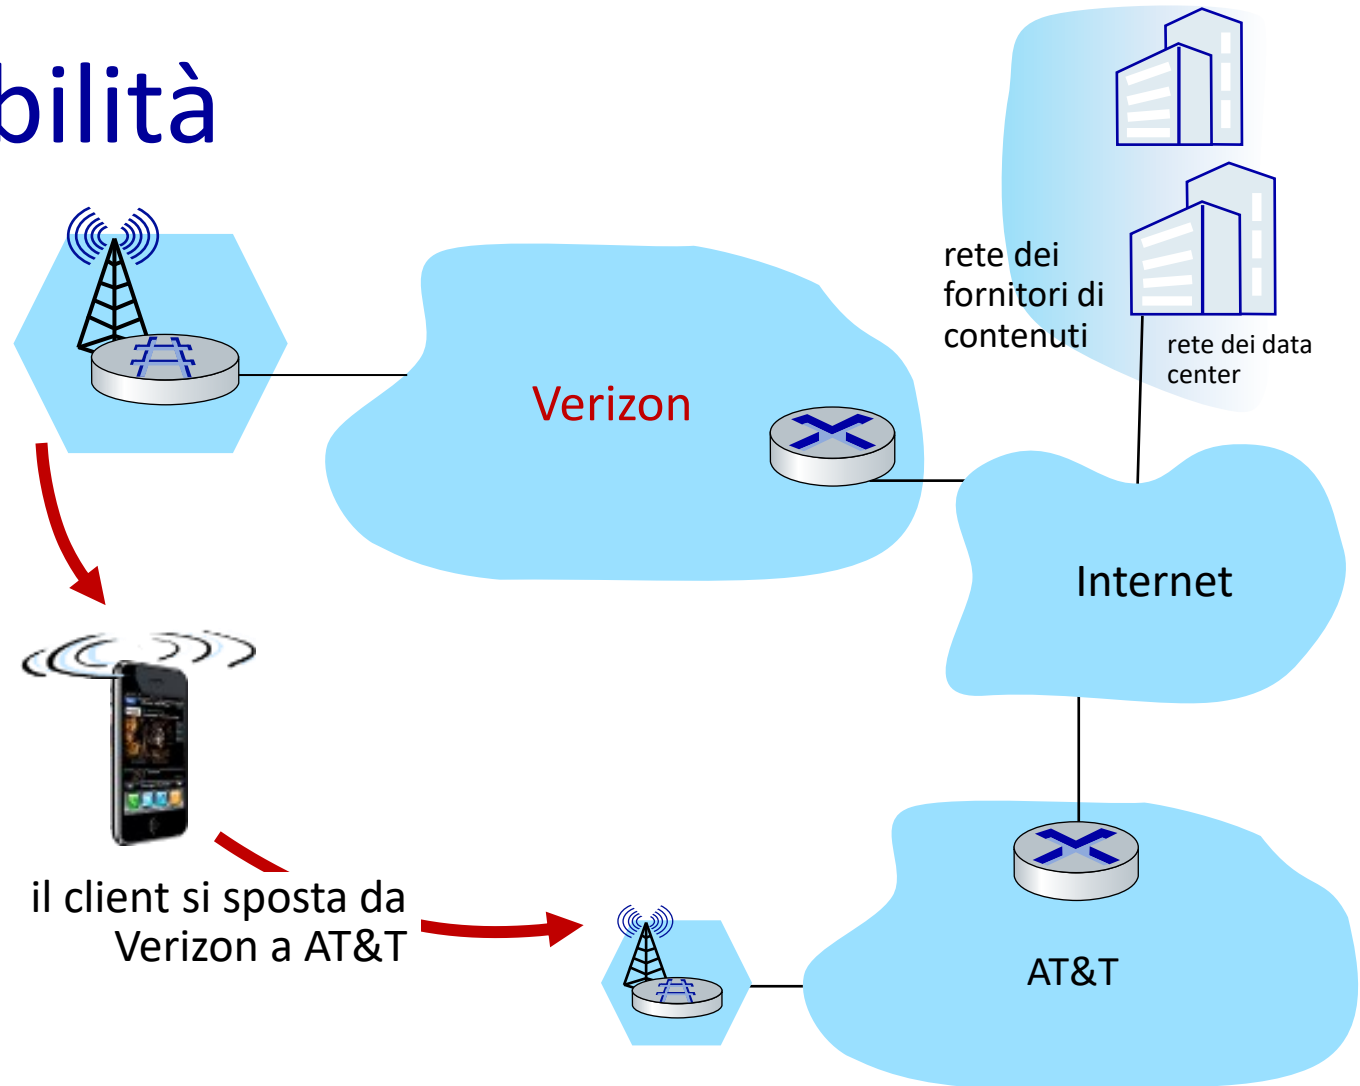 bilità
rete dei
fornitori di
contenuti
rete dei data
center
Verizon
Internet
il client si sposta da
Verizon a AT&T
AT&T